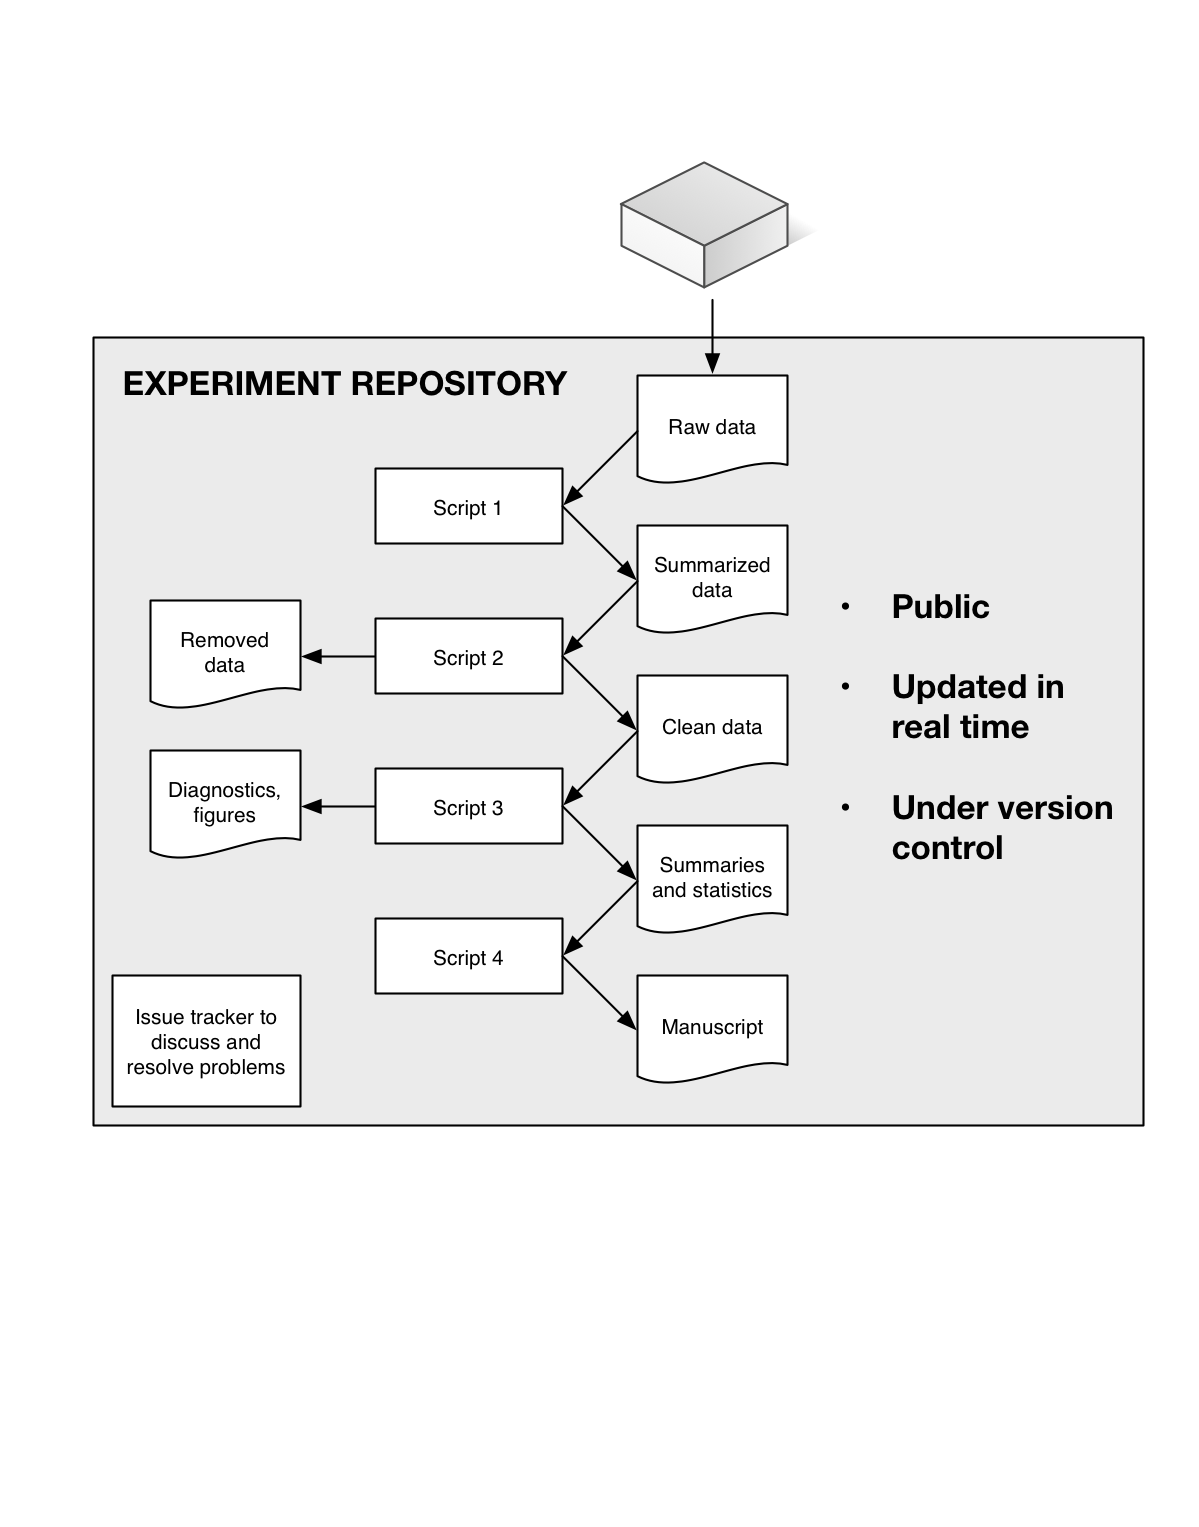 EXPERIMENT REPOSITORY
Raw data
Script 1
Summarized
data
Removed
data
Script 2
Clean data
Diagnostics,
figures
Script 3
Summaries
and statistics
Script 4
Issue tracker to
discuss and
resolve problems
Manuscript
• Public
• Updated in
real time
• Under version
control